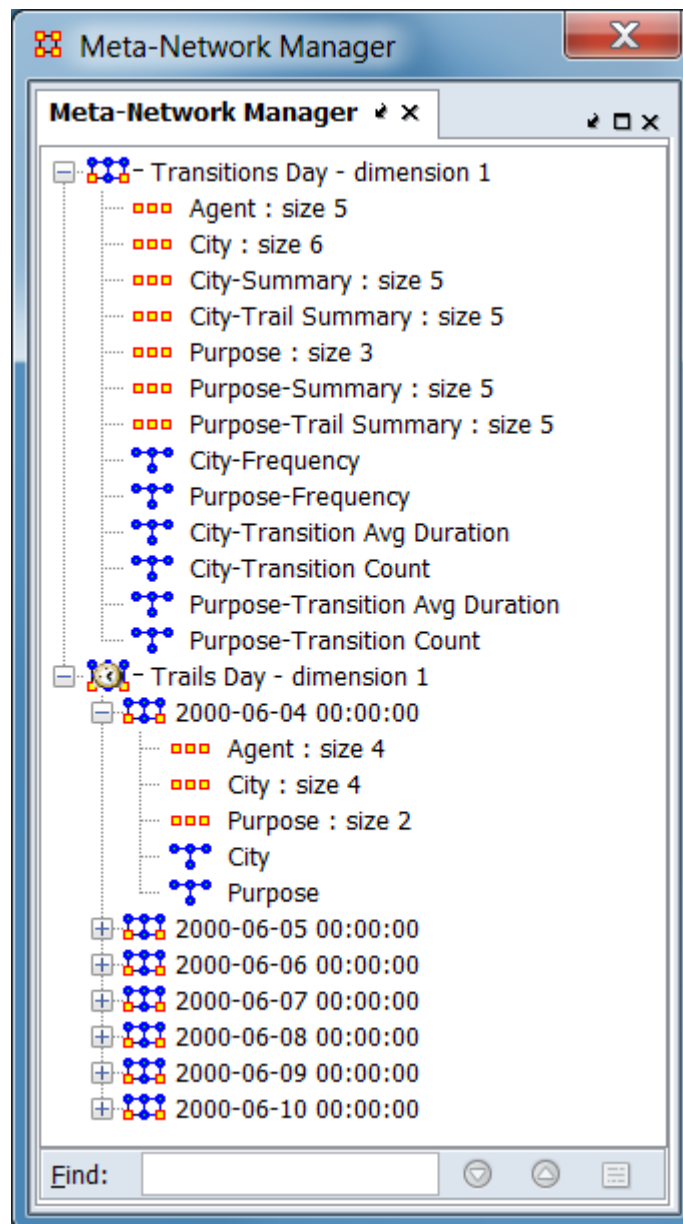 Meta-Network Manager
Meta-Network Manager
- Transitions Day - dimension 1
Agent : size 5
City : size 6
City-Summary : size 5
City-Trail Summary : size 5
Purpose : size 3
Purpose-Summary : size 5
Purpose-Trail Summary : size 5
City-Frequency
Purpose-Frequency
City-Transition Avg Duration
City-Transition Count
Purpose-Transition Avg Duration
Purpose-Transition Count
- Trails Day - dimension 1
2000-06-04 00:00:00
Agent : size 4
City : size 4
Purpose : size 2
City
Purpose
2000-06-05 00:00:00
2000-06-06 00:00:00
2000-06-07 00:00:00
2000-06-08 00:00:00
2000-06-09 00:00:00
2000-06-10 00:00:00
Find: